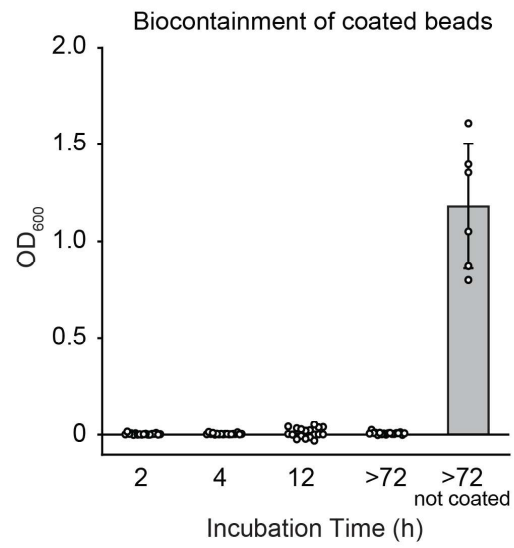 Biocontainment of coated beads
2.0
1.5
1.0
0.5
0
OD600
2 4 12 >72 >72
not coated
Incubation Time (h)